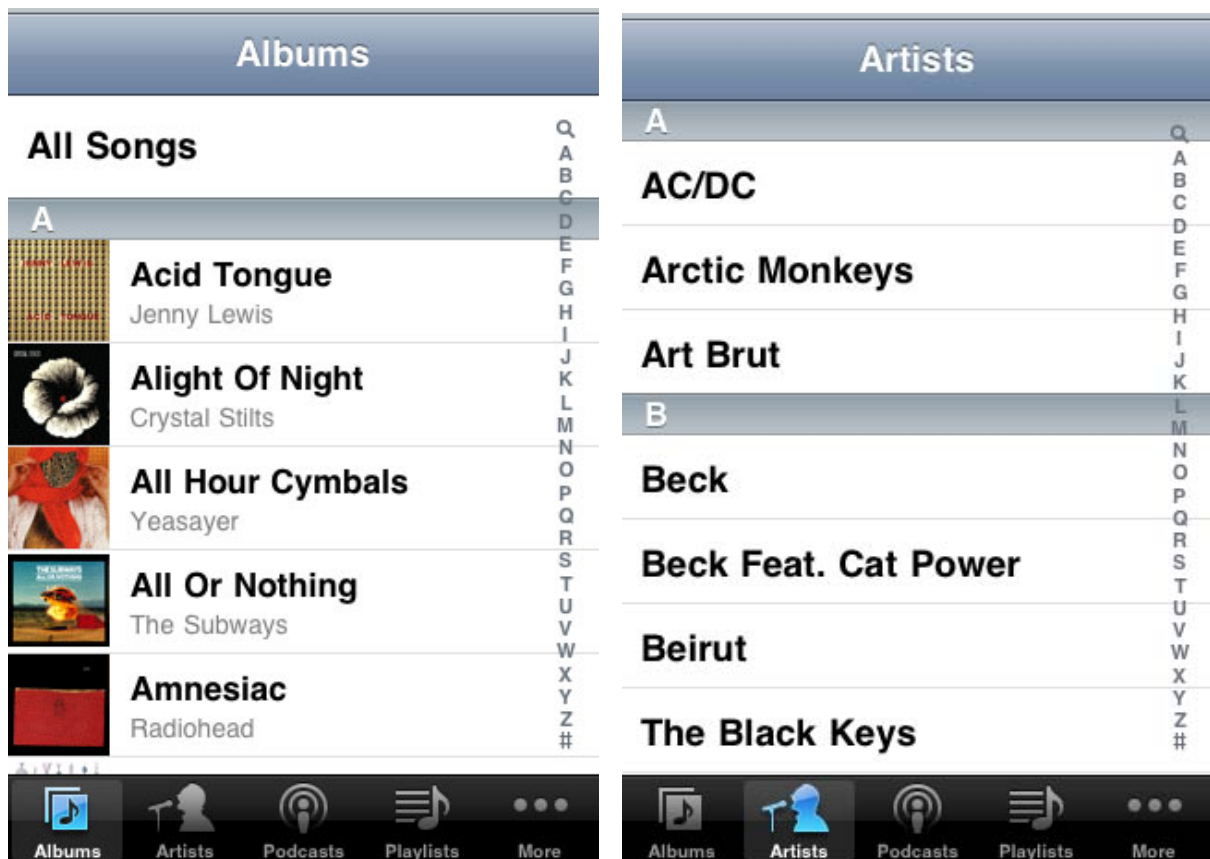 Albums
All Songs
A
Acid Tongue
Jenny Lewis
Alight Of Night
Crystal Stilts
All Hour Cymbals
Yeasayer
All Or Nothing
The Subways
Amnesiac
Radiohead
A
B
C
D
E
F
G
H
I
J
K
L
M
N
O
P
Q
R
S
T
U
V
W
X
Y
Z
#
Albums Artists Podcasts Playlists More
Artists
A
AC/DC
Arctic Monkeys
Art Brut
B
Beck
Beck Feat. Cat Power
Beirut
The Black Keys
A
B
C
D
E
F
G
H
I
J
K
L
M
N
O
P
Q
R
S
T
U
V
W
X
Y
Z
#
Albums Artists Podcasts Playlists More